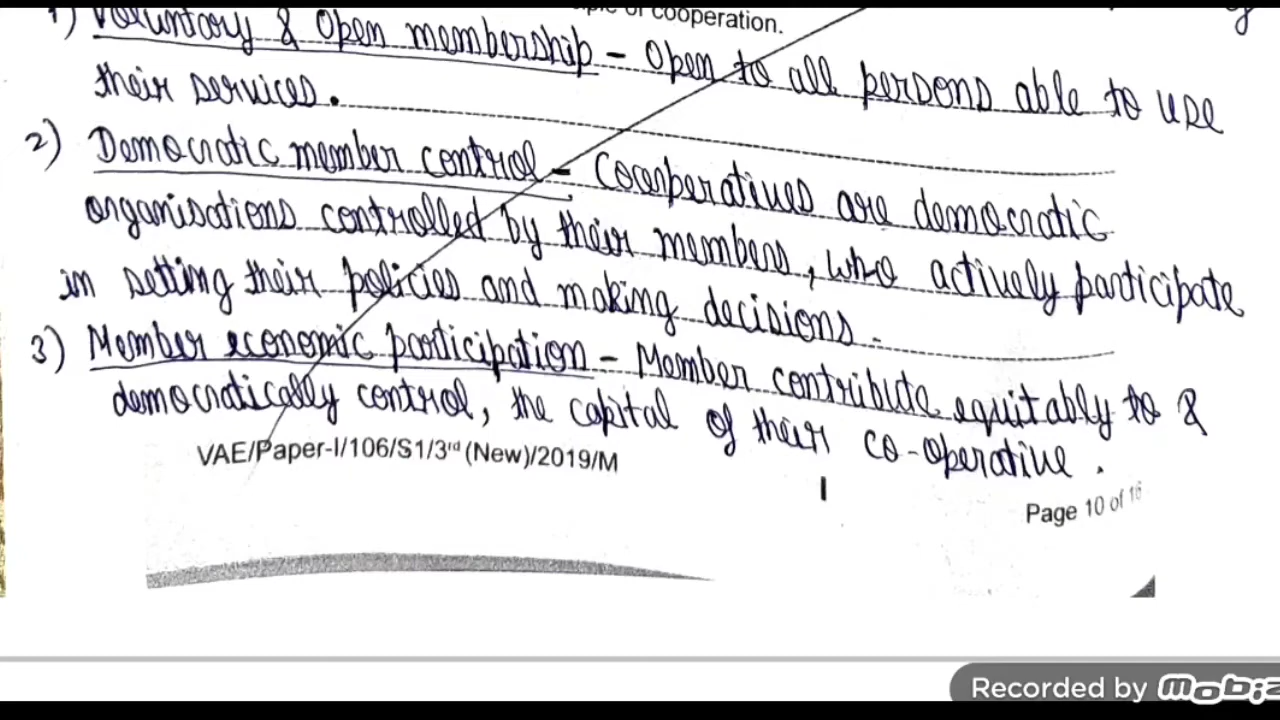 of cooperation.
1) Voluntary & Open membership - Open to all persons able to use
their services.
2) Democratic member control - Cooerperatives are democratic
organisations controlled by their members, who actively participate
in setting their policies and making decisions.
3) Member economic participation - Member contribute equitably to &
democratically control, the capital of their co-operative.
VAE/Paper-I/106/S1/3rd (New)/2019/M
Page 10 of 16
Recorded by